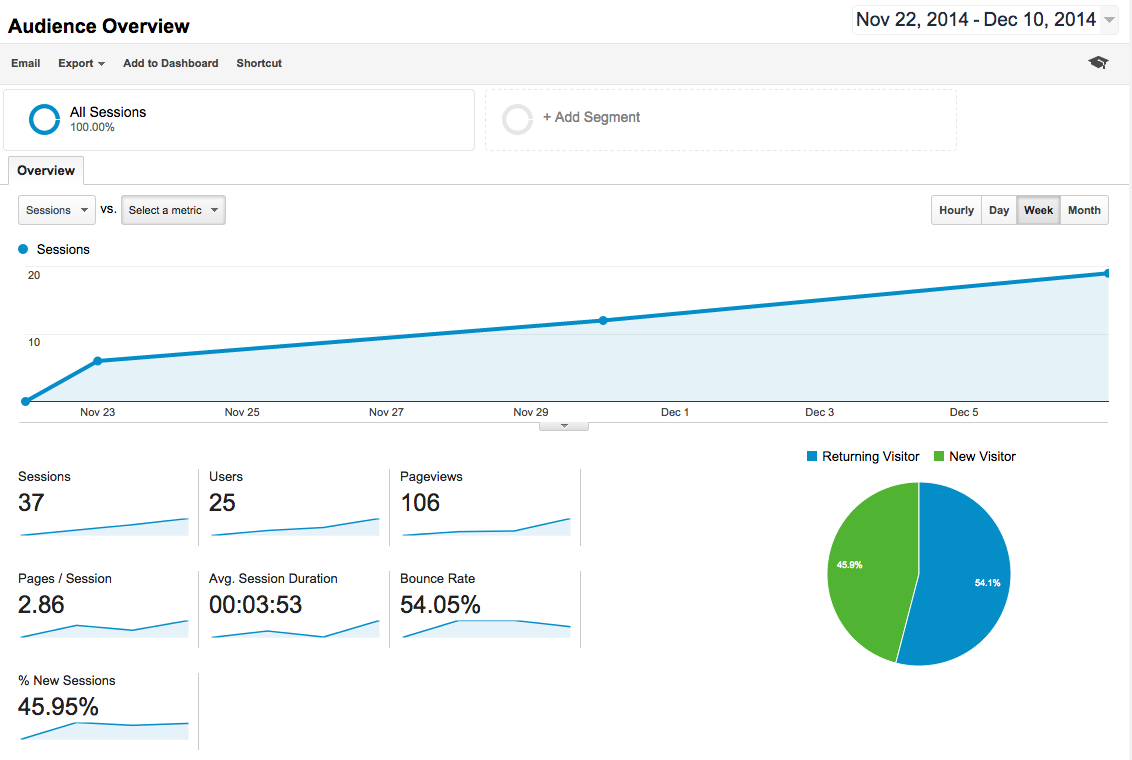 Audience Overview
Nov 22, 2014 - Dec 10, 2014
Email Export Add to Dashboard Shortcut
All Sessions
100.00%
+ Add Segment
Overview
Sessions vs. Select a metric
Hourly Day Week Month
Sessions
20
10
Nov 23 Nov 25 Nov 27 Nov 29 Dec 1 Dec 3 Dec 5
Returning Visitor New Visitor
Sessions
37
Users
25
Pageviews
106
Pages / Session
2.86
Avg. Session Duration
00:03:53
Bounce Rate
54.05%
% New Sessions
45.95%
45.9%
54.1%